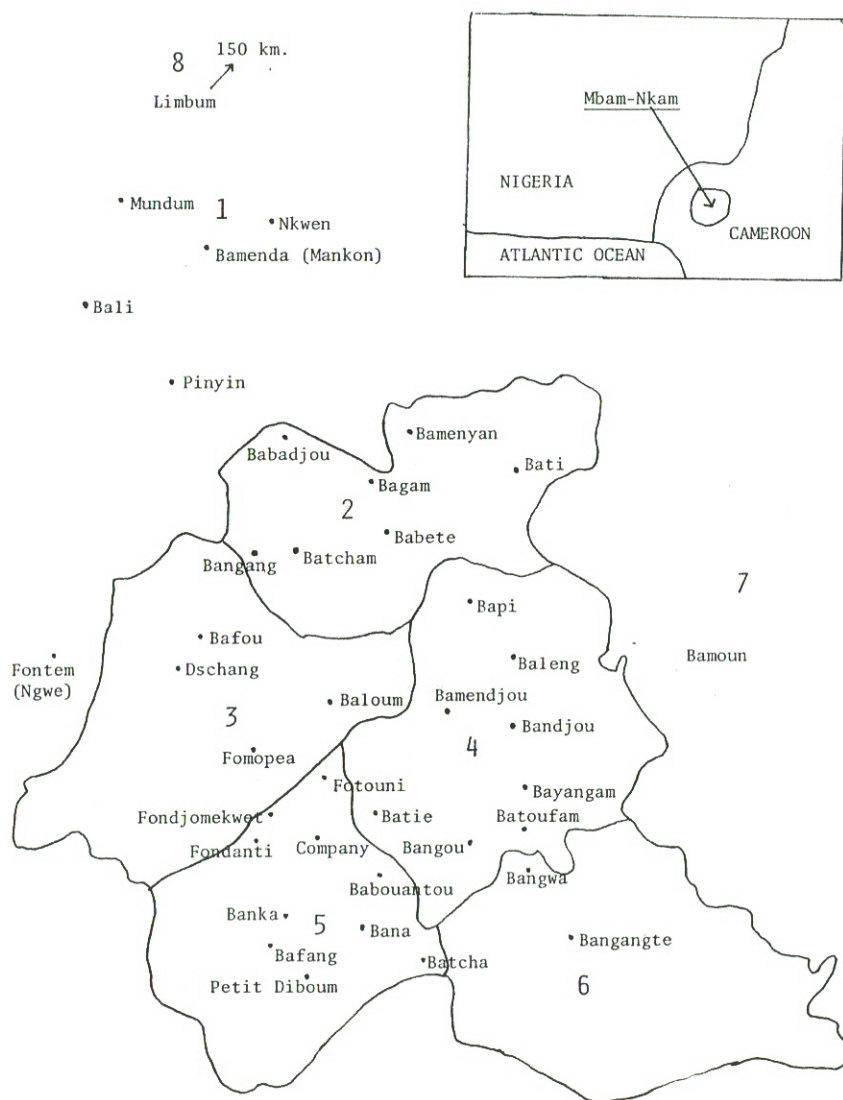 8 150 km.
Limbum
Mbam-Nkam
NIGERIA
CAMEROON
ATLANTIC OCEAN
Mundum
1
Nkwen
Bamenda (Mankon)
Bali
Pinyin
Bamenyan
Babadjou
Bati
Bagam
2
Babete
Bangang
Batcham
7
Bapi
Bafou
Fontem
(Ngwe)
Dschang
Baleng
Bamoun
Baloum
Bamendjou
3
Bandjou
4
Fomopea
Fotouni
Bayangam
Fondjomekwet
Batie
Batoufam
Fondanti
Company
Bangou
Babouantou
Bangwa
Banka
5
Bana
Bangangte
Bafang
Batcha
Petit Diboum
6